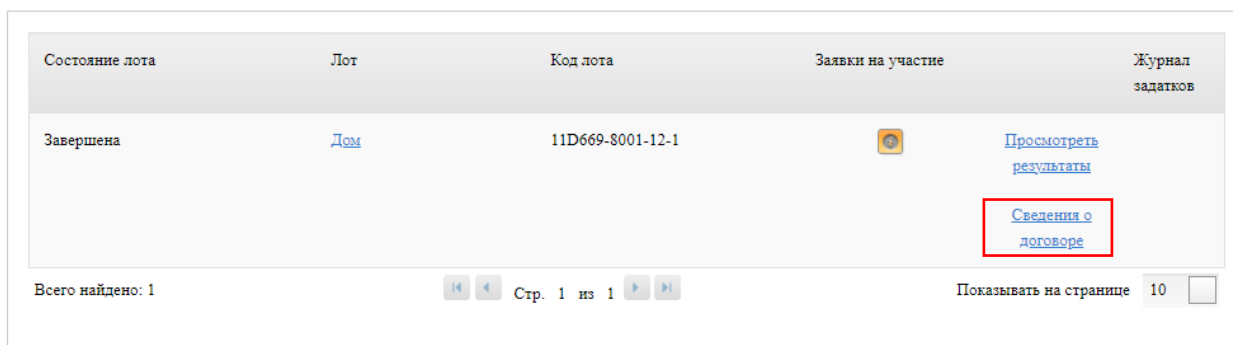 Состояние лота Лот Код лота Заявки на участие Журнал
задатков
Завершена Дом 11D669-8001-12-1 Просмотреть
результаты
Сведения о
договоре
Всего найдено: 1 Стр. 1 из 1 Показывать на странице 10